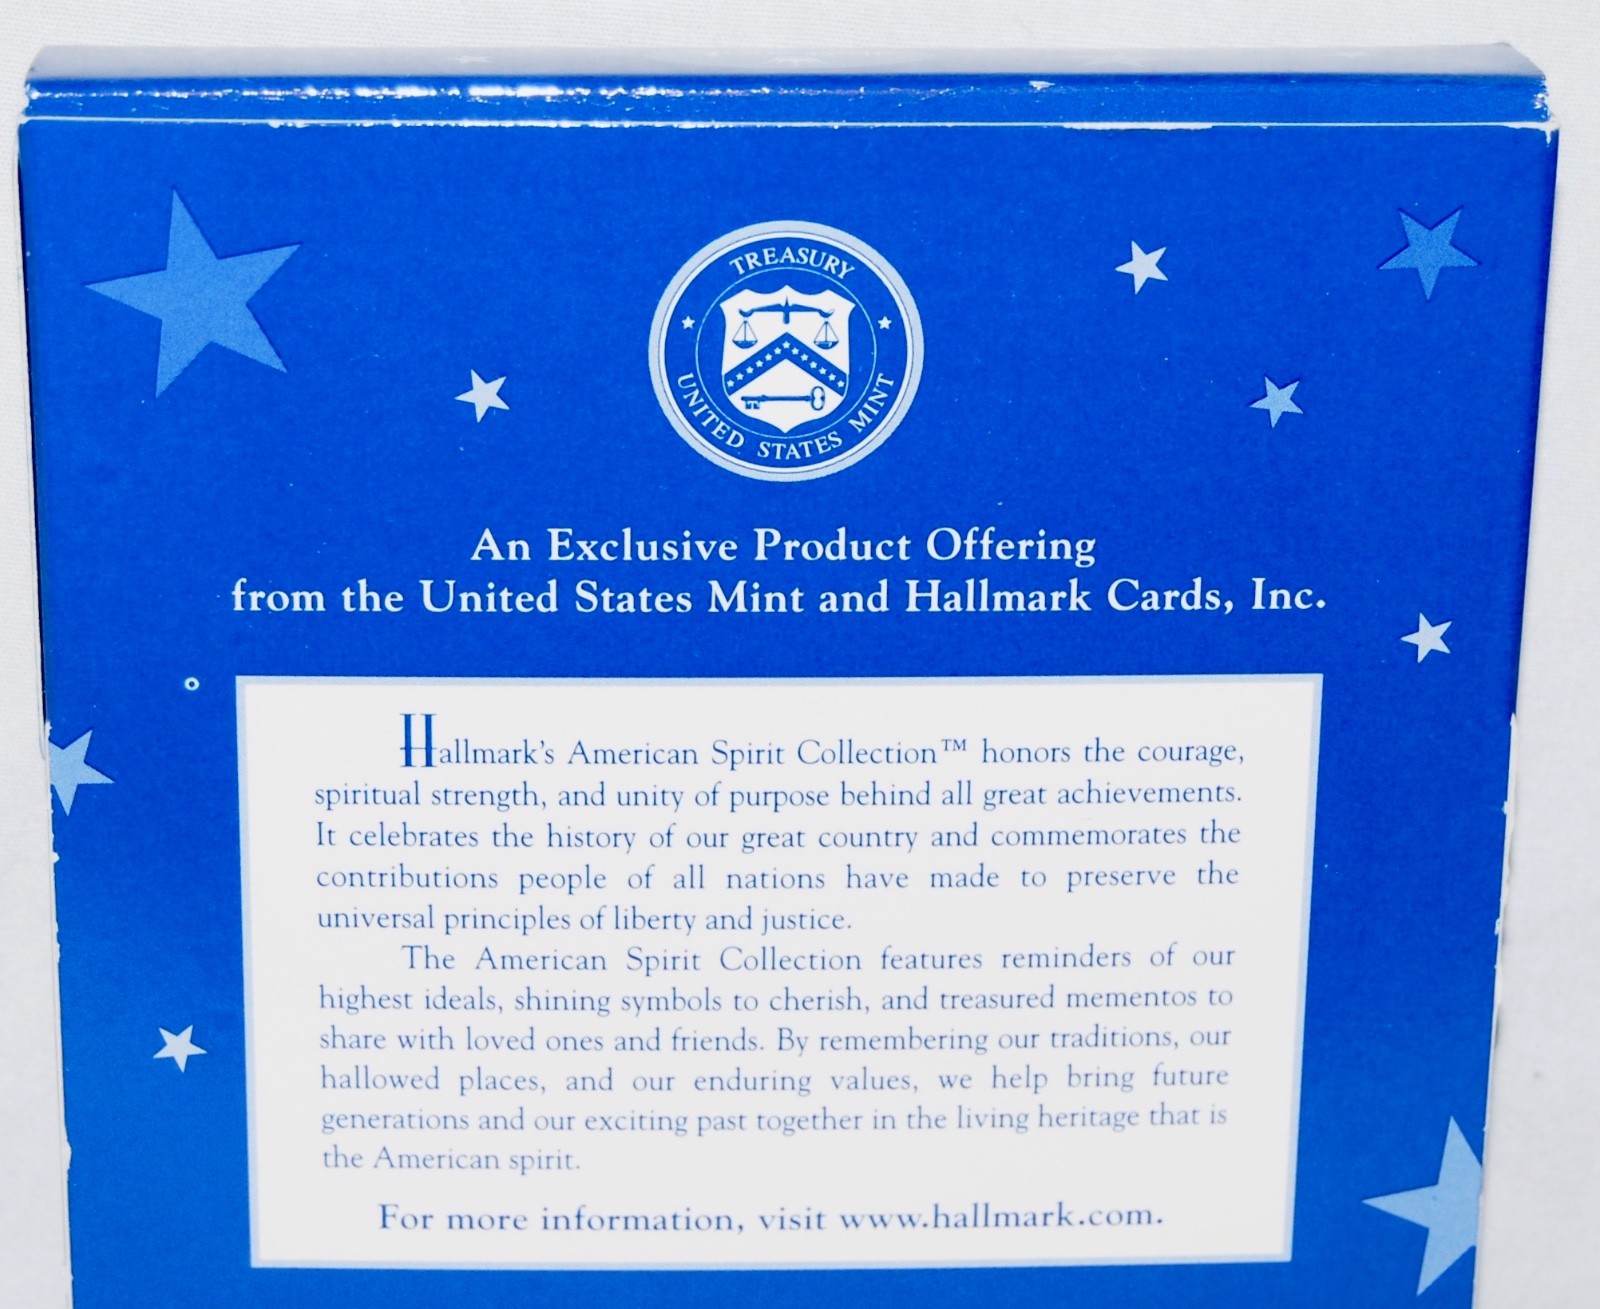 TREASURY
UNITED STATES MINT
An Exclusive Product Offering
from the United States Mint and Hallmark Cards, Inc.
Hallmark's American Spirit Collection™ honors the courage,
spiritual strength, and unity of purpose behind all great achievements.
It celebrates the history of our great country and commemorates the
contributions people of all nations have made to preserve the
universal principles of liberty and justice.
The American Spirit Collection features reminders of our
highest ideals, shining symbols to cherish, and treasured mementos to
share with loved ones and friends. By remembering our traditions, our
hallowed places, and our enduring values, we help bring future
generations and our exciting past together in the living heritage that is
the American spirit.
For more information, visit www.hallmark.com.